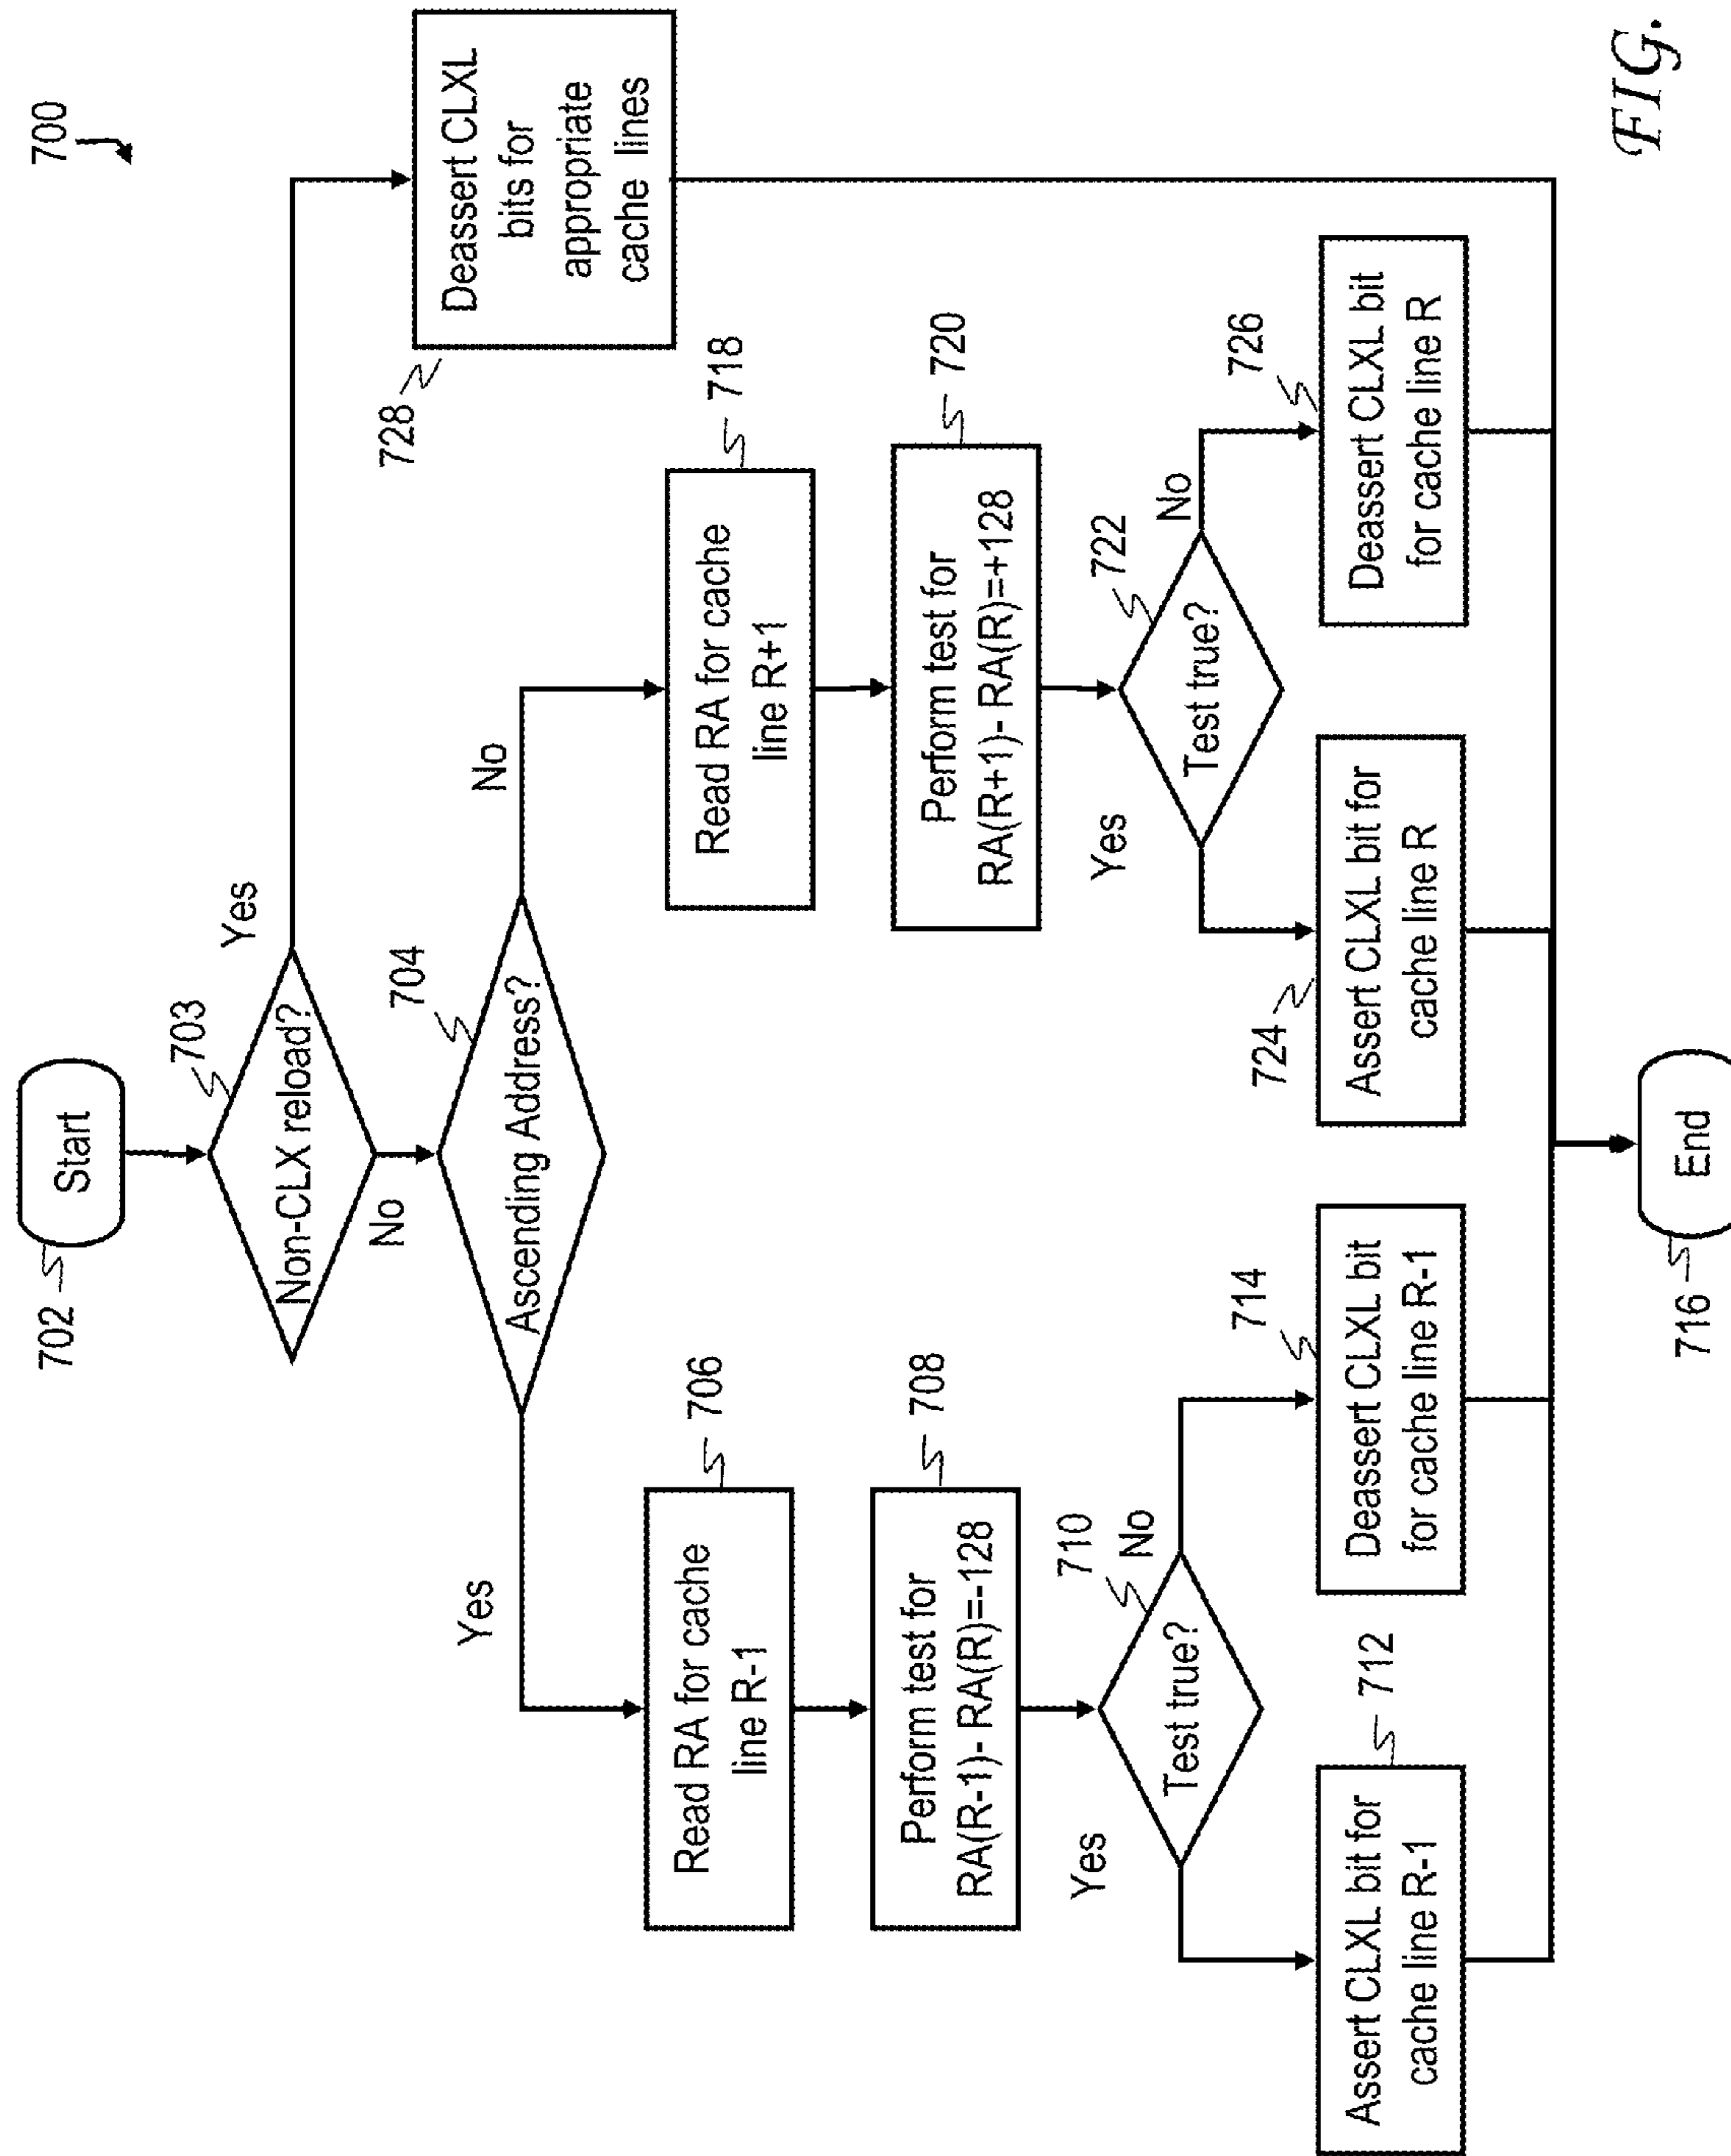 700
702
Start
703
Non-CLX reload?
Yes
No
704
Ascending Address?
Yes
No
728
Deassert CLXL
bits for
appropriate
cache lines
706
Read RA for cache
line R-1
718
Read RA for cache
line R+1
708
Perform test for
RA(R-1)- RA(R)=-128
720
Perform test for
RA(R+1)- RA(R)=+128
710
Test true?
Yes
No
722
Test true?
Yes
No
712
Assert CLXL bit for
cache line R-1
714
Deassert CLXL bit
for cache line R-1
724
Assert CLXL bit for
cache line R
726
Deassert CLXL bit
for cache line R
716
End
FIG.